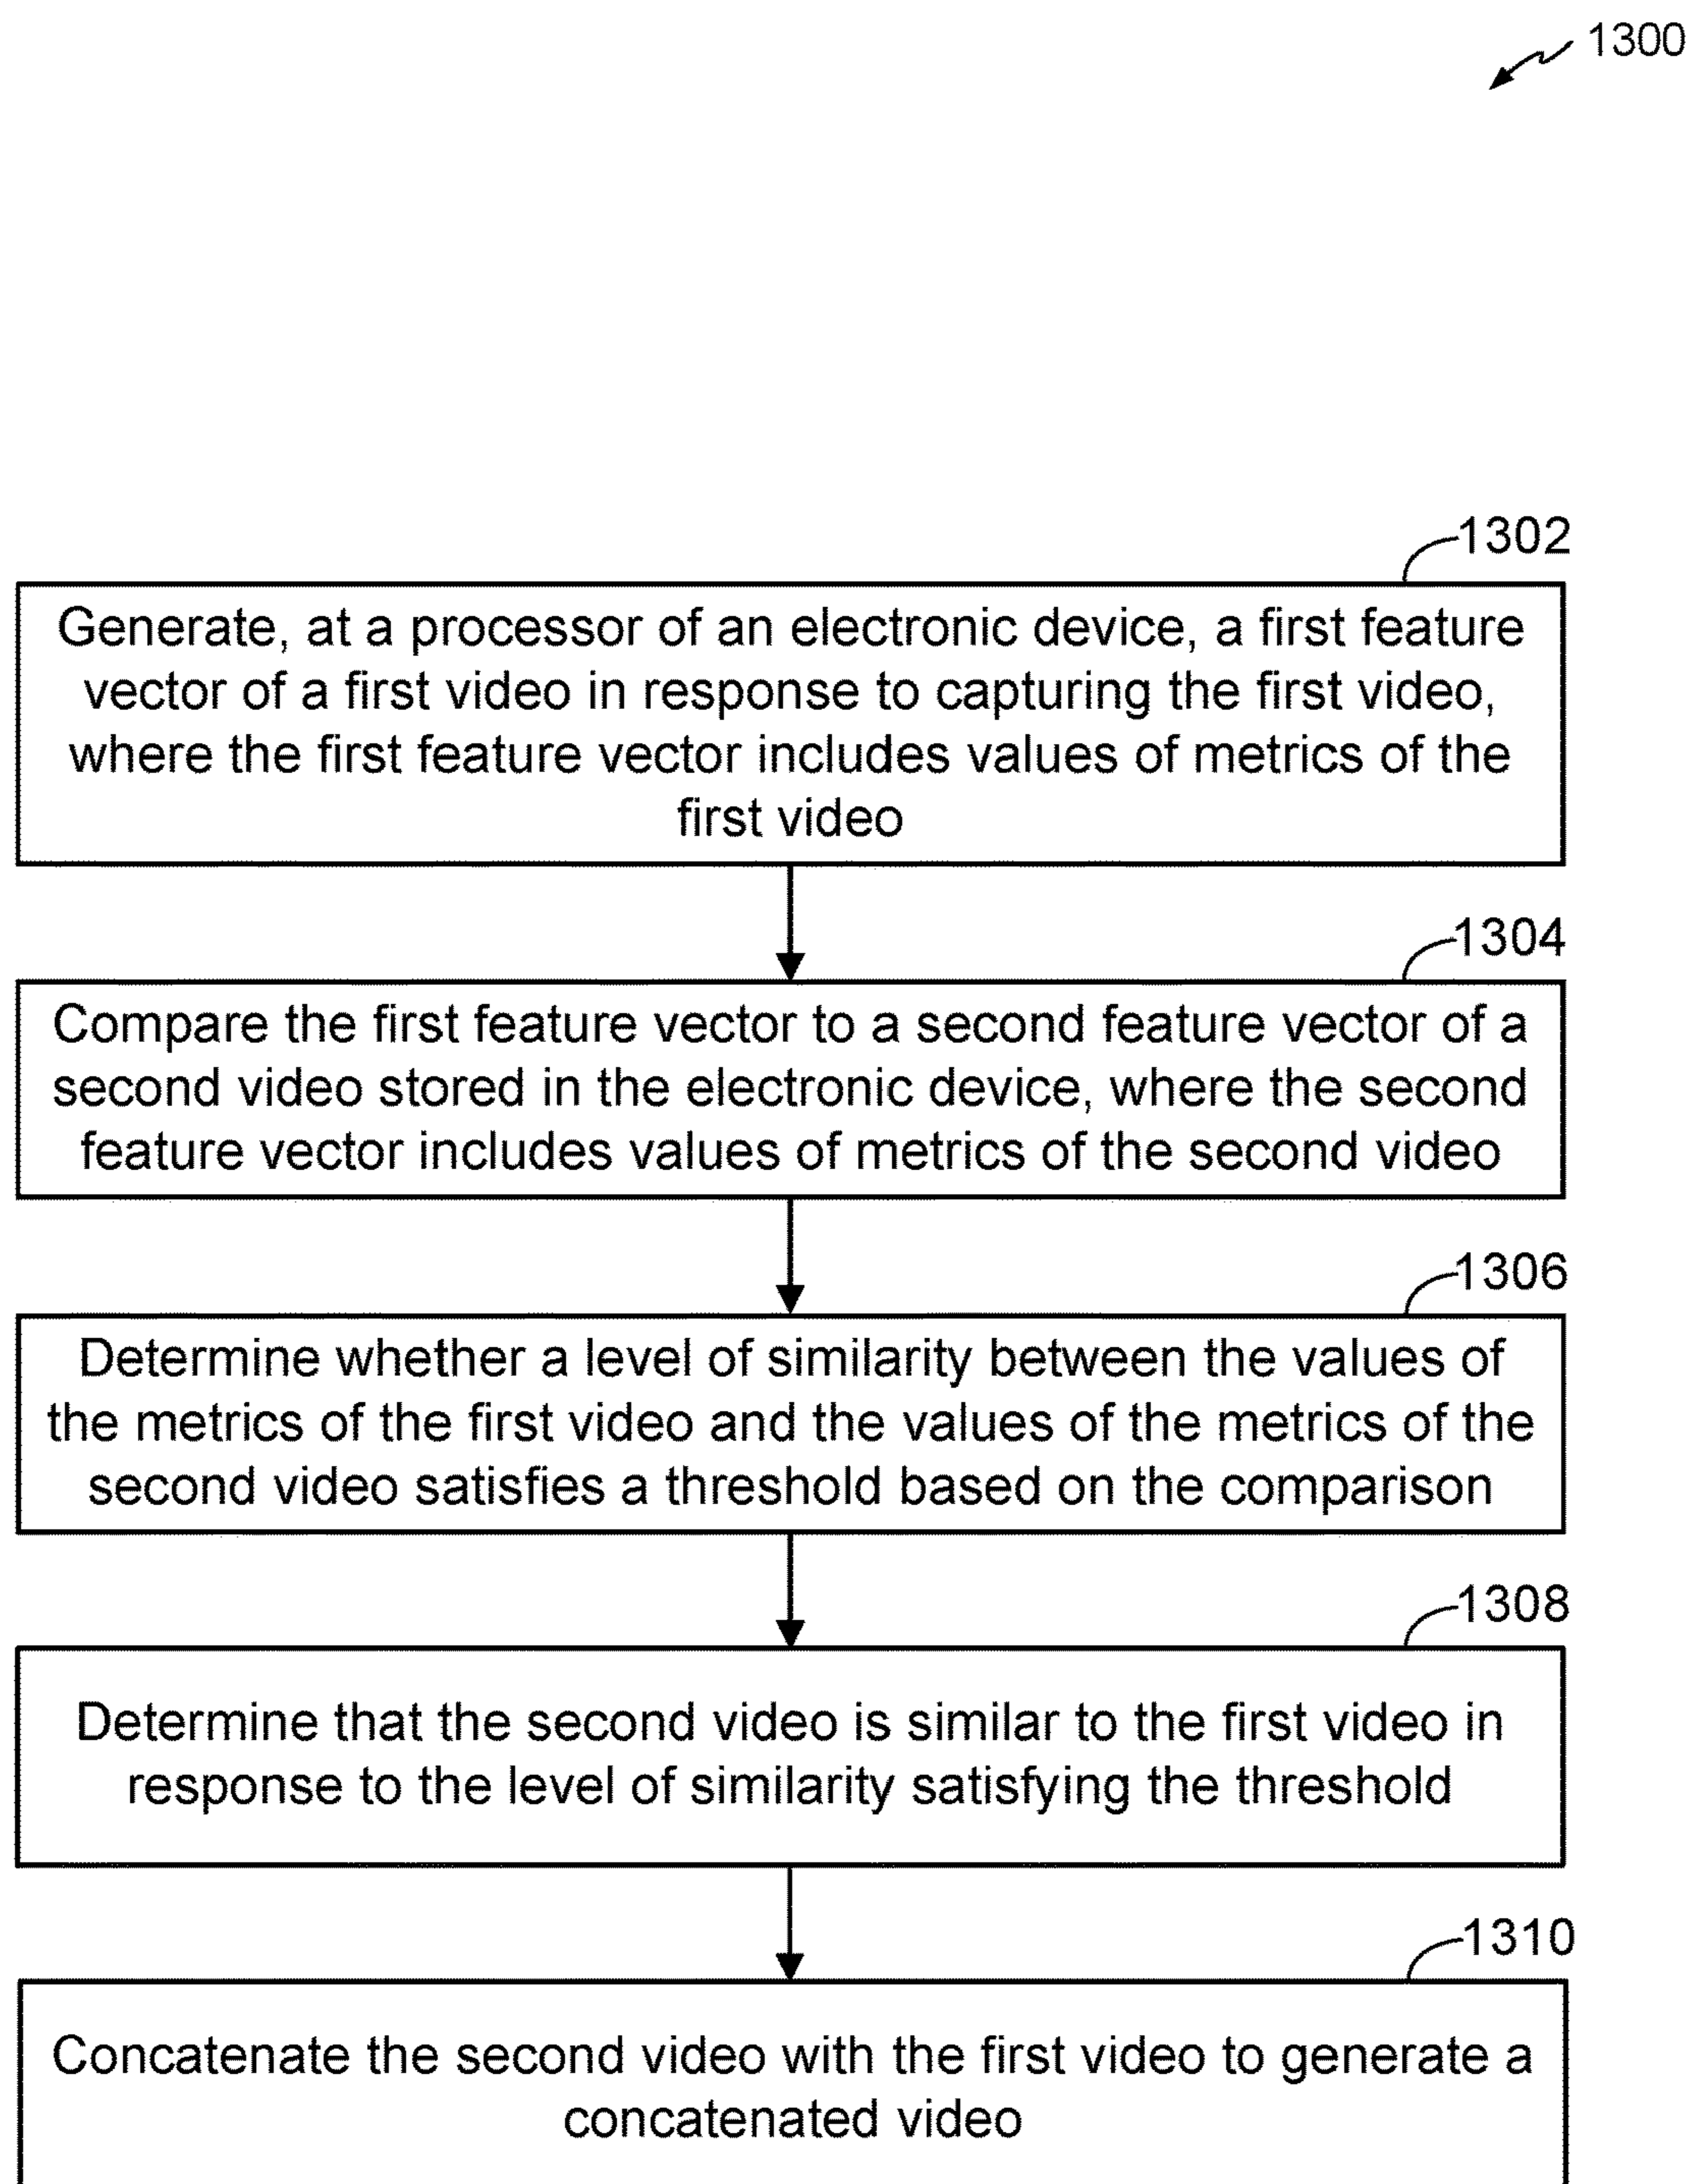 1300
1302
Generate, at a processor of an electronic device, a first feature
vector of a first video in response to capturing the first video,
where the first feature vector includes values of metrics of the
first video
1304
Compare the first feature vector to a second feature vector of a
second video stored in the electronic device, where the second
feature vector includes values of metrics of the second video
1306
Determine whether a level of similarity between the values of
the metrics of the first video and the values of the metrics of the
second video satisfies a threshold based on the comparison
1308
Determine that the second video is similar to the first video in
response to the level of similarity satisfying the threshold
1310
Concatenate the second video with the first video to generate a
concatenated video